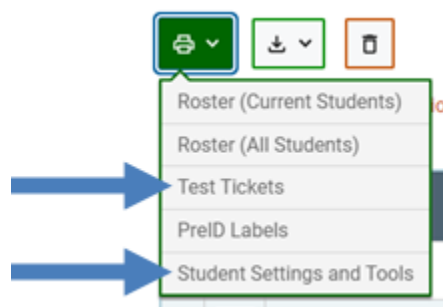 Roster (Current Students)
Roster (All Students)
Test Tickets
PreID Labels
Student Settings and Tools